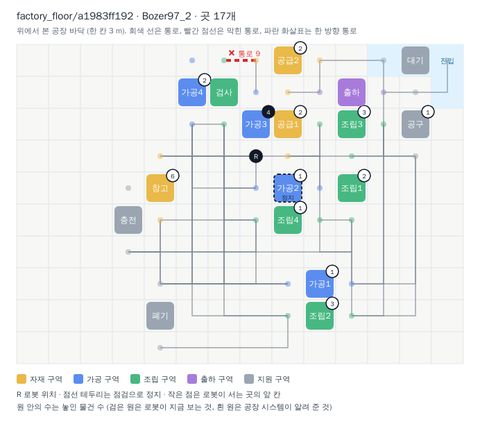 factory_floor/a1983ff192 · Bozer97_2 · 곳 17개
위에서 본 공장 바닥 (한 칸 3 m). 회색 선은 통로, 빨간 점선은 막힌 통로, 파란 화살표는 한 방향 통로
✕ 통로 9
공급2 2
대기
진입
가공4 2
검사
출하
가공3 4
공급1 2
조립3 3
공구 1
R
창고 6
가공2 1
정지
조립1 2
충전
조립4 1
가공1 1
폐기
조립2 3
자재 구역
가공 구역
조립 구역
출하 구역
지원 구역
R 로봇 위치 · 점선 테두리는 점검으로 정지 · 작은 점은 로봇이 서는 곳의 앞 칸
원 안의 수는 놓인 물건 수 (검은 원은 로봇이 지금 보는 것, 흰 원은 공장 시스템이 알려 준 것)